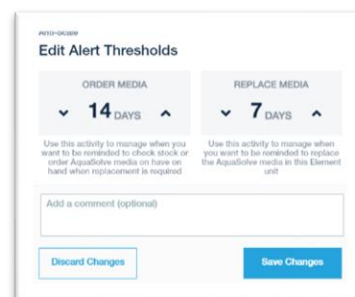 Anti-Scale
Edit Alert Thresholds
ORDER MEDIA
REPLACE MEDIA
14 DAYS
7 DAYS
Use this activity to manage when you
want to be reminded to check stock or
order AquaSolve media on have on
hand when replacement is required
Use this activity to manage when
you want to be reminded to replace
the AquaSolve media in this Element
unit
Add a comment (optional)
Discard Changes
Save Changes